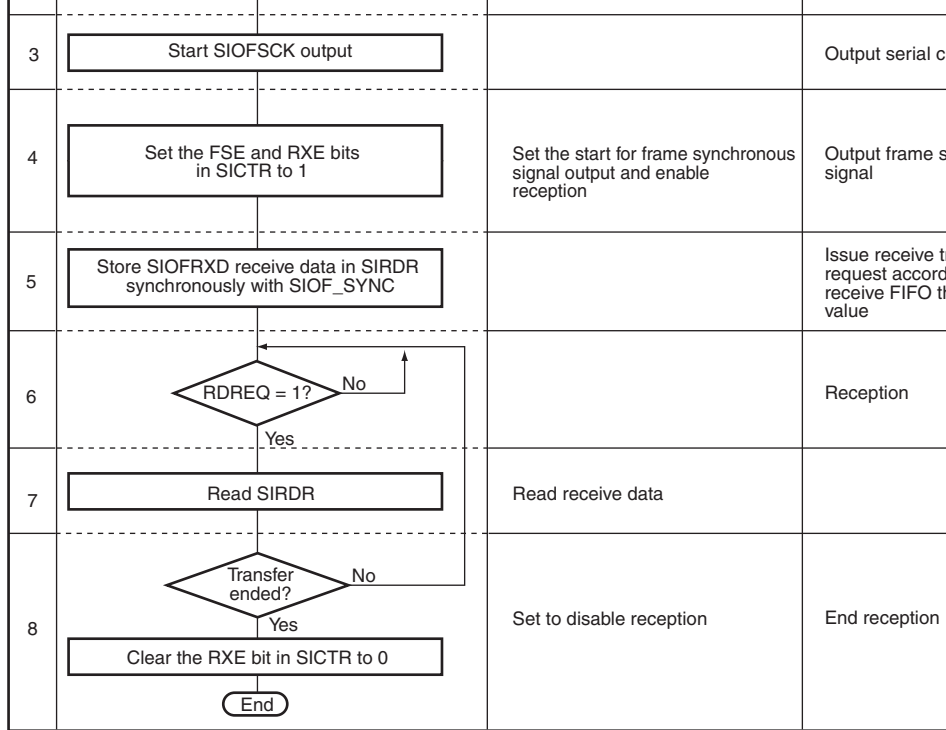 3
Start SIOFSCK output
Output serial
4
Set the FSE and RXE bits
in SICTR to 1
Set the start for frame synchronous
signal output and enable
reception
Output frame
signal
5
Store SIOFRXD receive data in SIRDR
synchronously with SIOF_SYNC
Issue receive
request
receive FIFO
value
6
RDREQ = 1?
No
Yes
Reception
7
Read SIRDR
Read receive data
8
Transfer
ended?
No
Yes
Clear the RXE bit in SICTR to 0
End
Set to disable reception
End reception